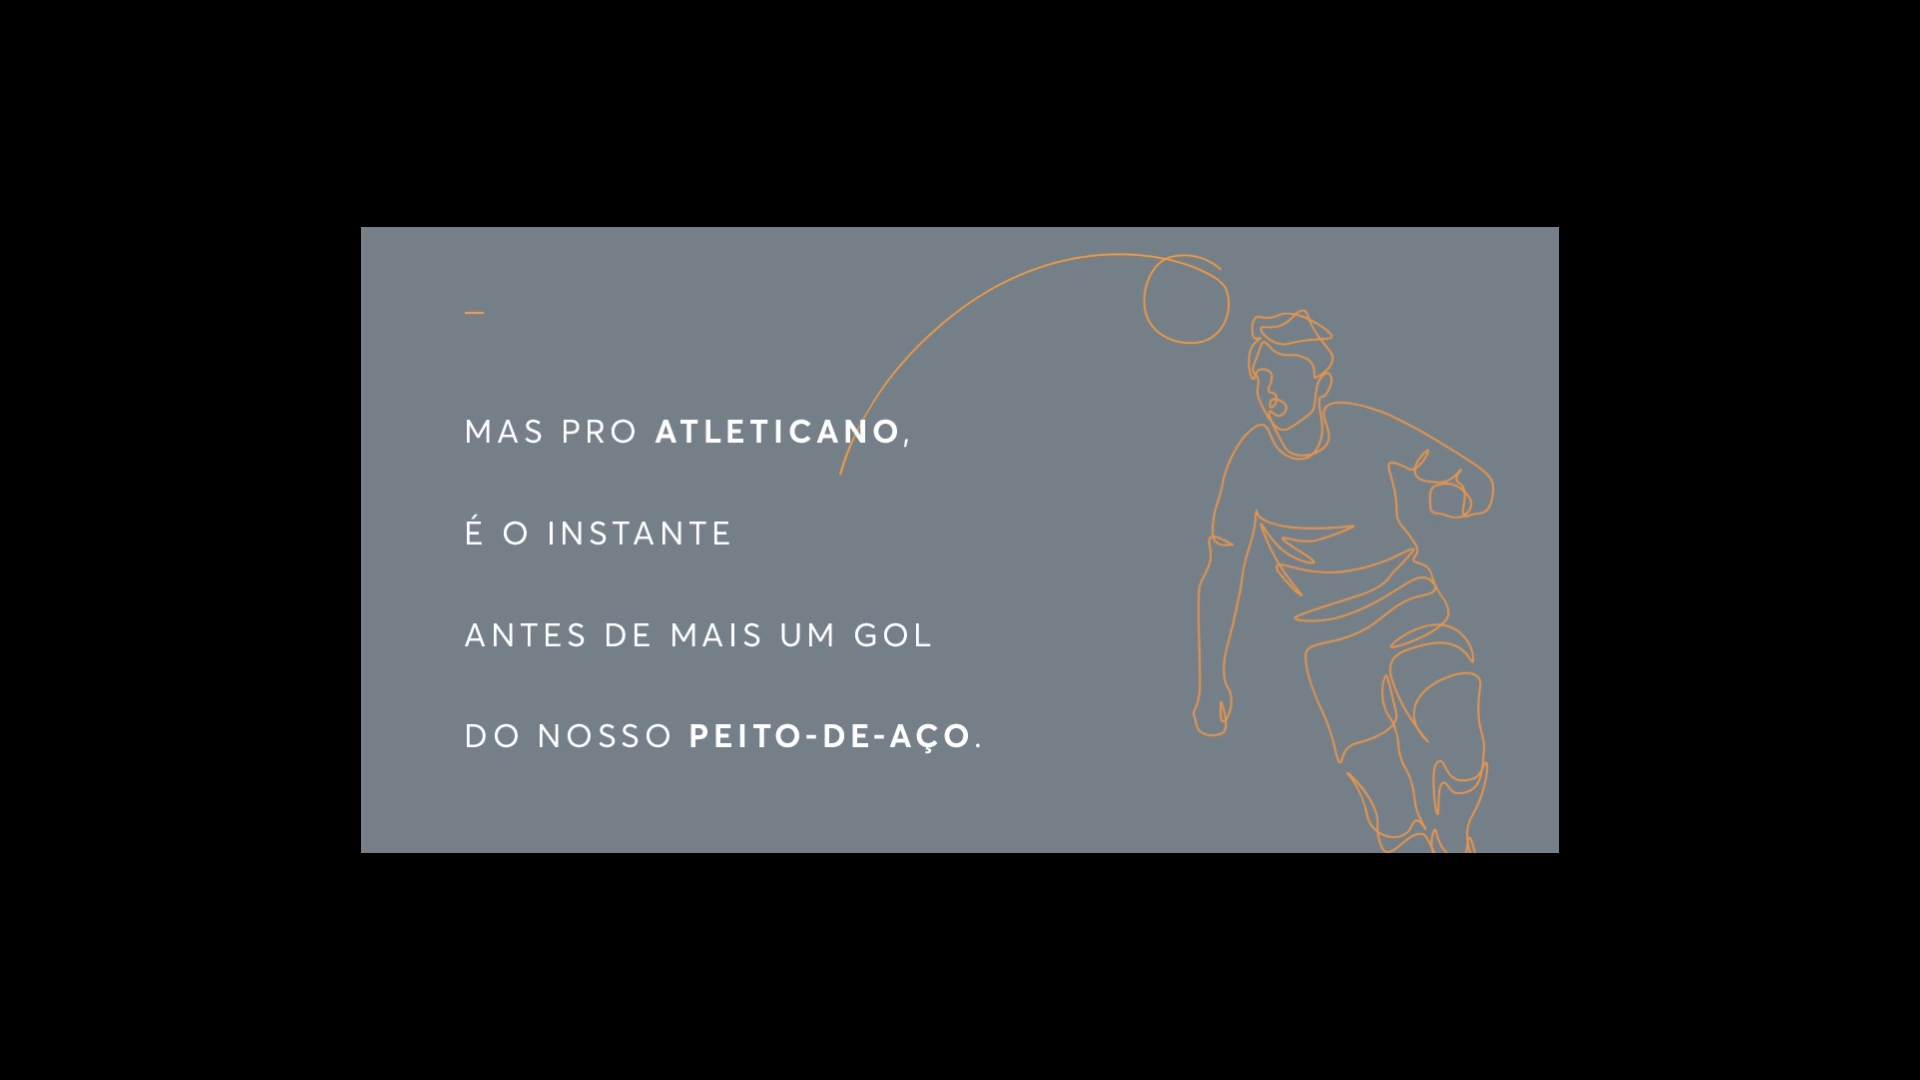 MAS PRO ATLETICANO,
É O INSTANTE
ANTES DE MAIS UM GOL
DO NOSSO PEITO-DE-AÇO.